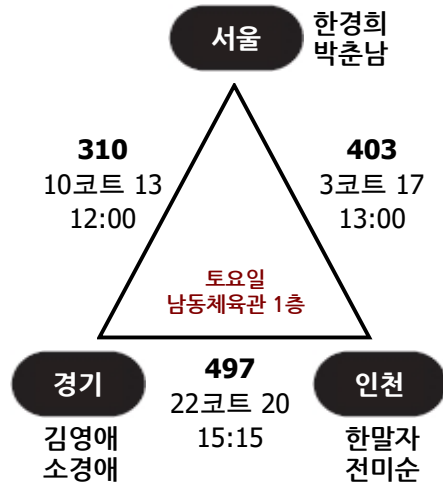 서울
한경희
박춘남
310
10코트 13
12:00
403
3코트 17
13:00
토요일
남동체육관 1층
경기
김영애
소경애
497
22코트 20
15:15
인천
한말자
전미순